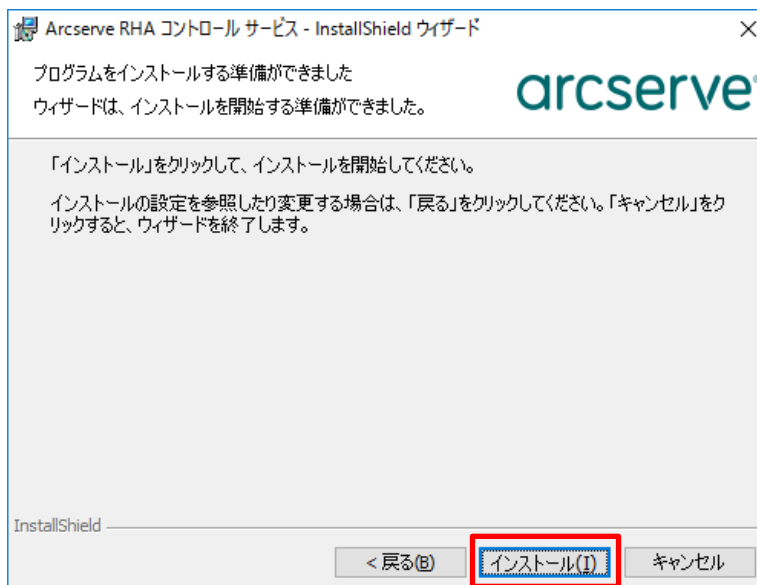 Arcserve RHA コントロール サービス - InstallShield ウィザード
プログラムをインストールする準備ができました
ウィザードは、インストールを開始する準備ができました。
arcserve®
「インストール」をクリックして、インストールを開始してください。
インストールの設定を参照したり変更する場合は、「戻る」をクリックしてください。「キャンセル」をク
リックすると、ウィザードを終了します。
InstallShield
< 戻る(B)
インストール(I)
キャンセル